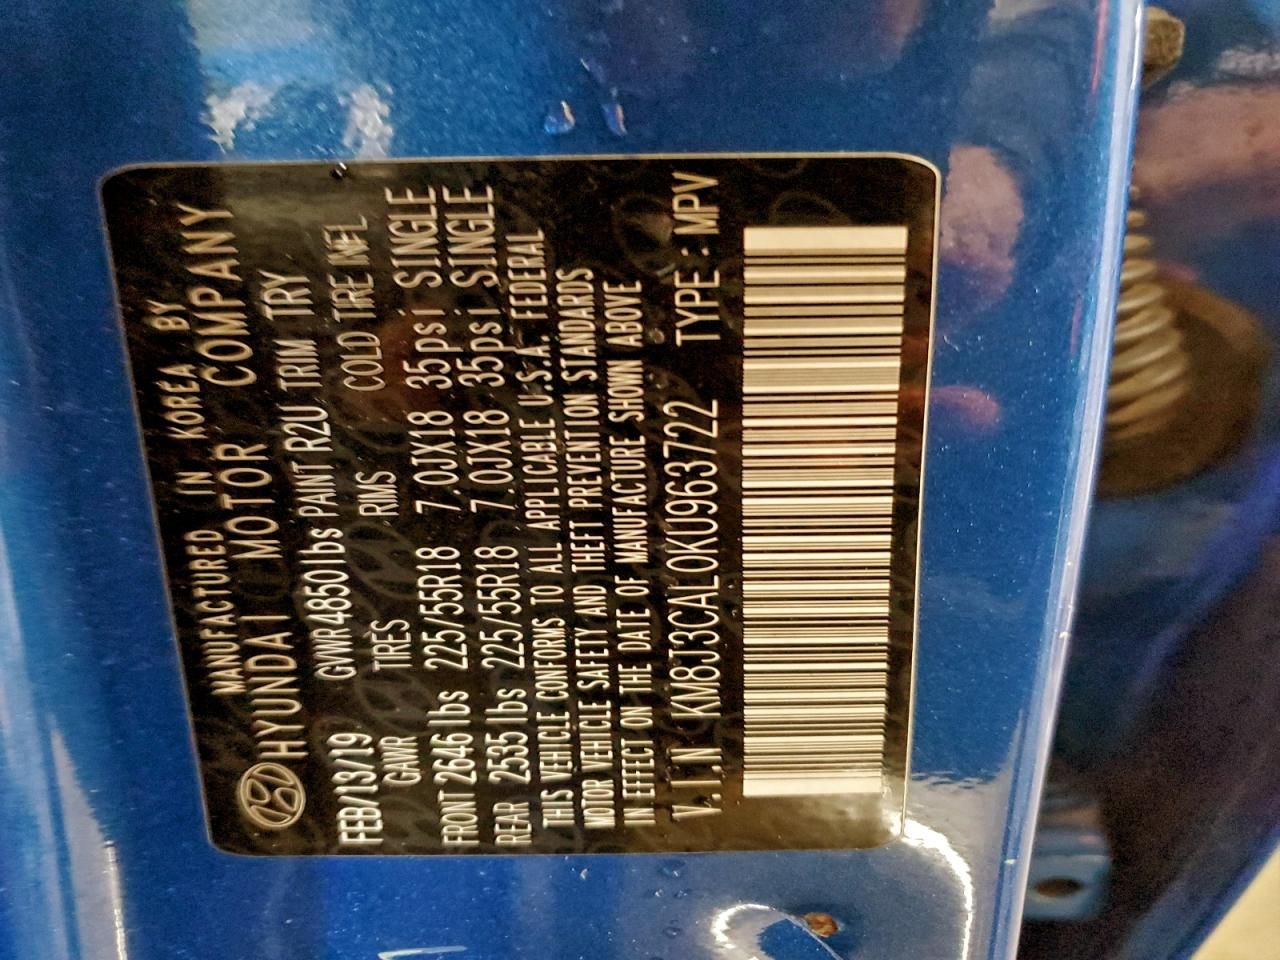 MANUFACTURED IN KOREA BY
HYUNDAI MOTOR COMPANY
FEB/13/19 GVWR 4850lbs PAINT R2U TRIM TRY
GAWR TIRES RIMS COLD TIRE INFL
FRONT 2646 lbs 225/55R18 7.0JX18 35psi SINGLE
REAR 2535 lbs 225/55R18 7.0JX18 35psi SINGLE
THIS VEHICLE CONFORMS TO ALL APPLICABLE U.S.A. FEDERAL
MOTOR VEHICLE SAFETY AND THEFT PREVENTION STANDARDS
IN EFFECT ON THE DATE OF MANUFACTURE SHOWN ABOVE
V.I.N KM8J3CAL0KU963722 TYPE : MPV